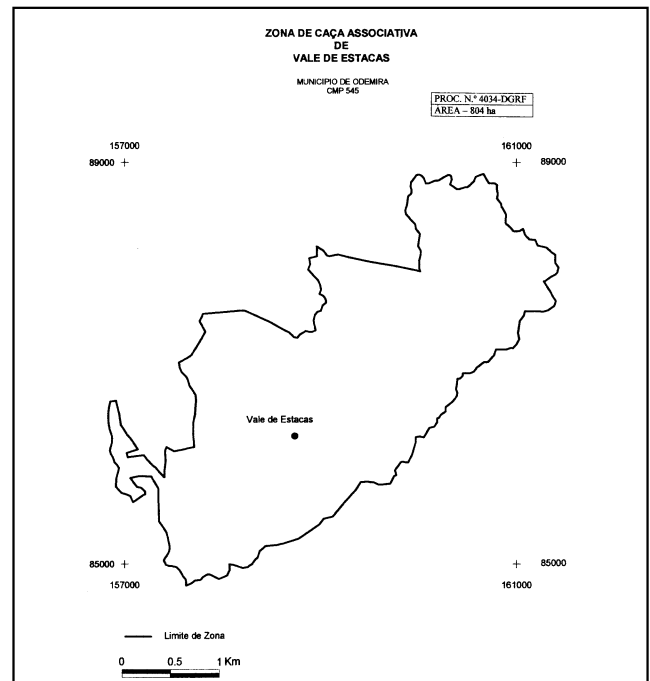 ZONA DE CAÇA ASSOCIATIVA
DE
VALE DE ESTACAS
MUNICIPIO DE ODEMIRA
CMP 545
PROC. N.º 4034-DGRF
ÁREA – 804 ha
157000
161000
89000
89000
Vale de Estacas
85000
85000
157000
161000
Limite de Zona
0 0.5 1 Km